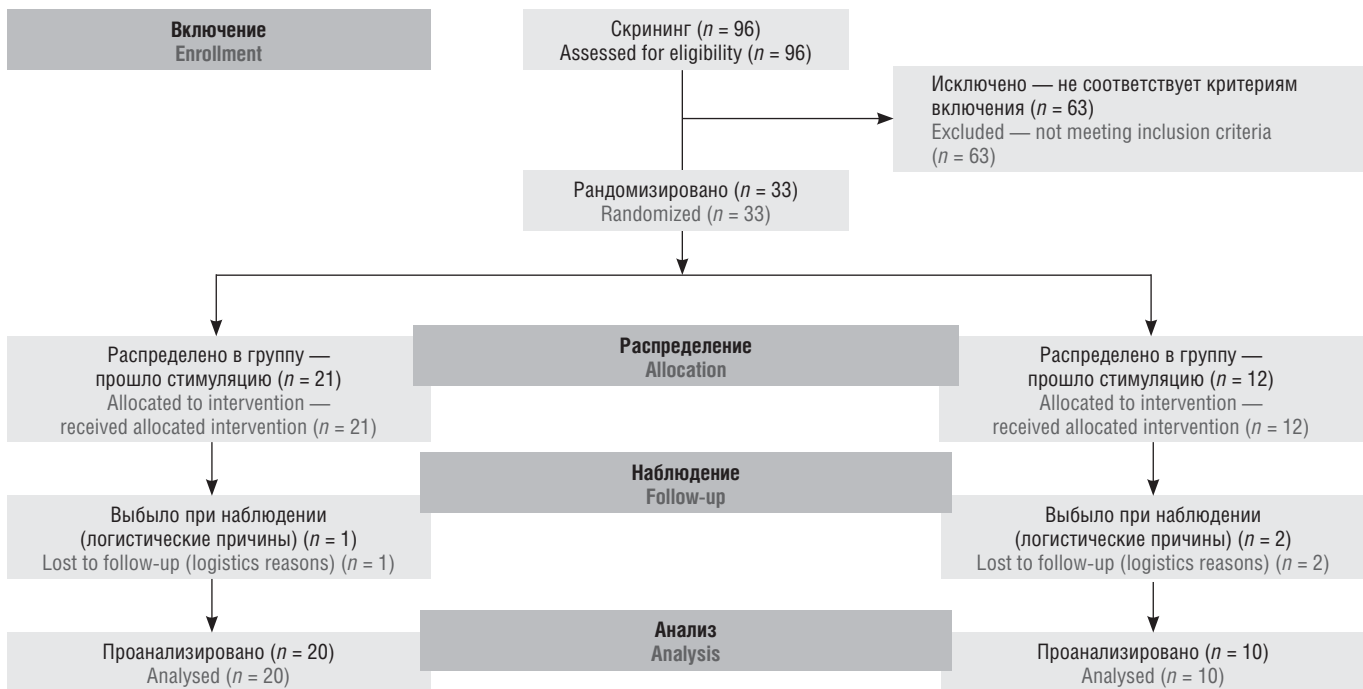 Включение
Enrollment
Скрининг (n = 96)
Assessed for eligibility (n = 96)
Исключено — не соответствует критериям
включения (n = 63)
Excluded — not meeting inclusion criteria
(n = 63)
Рандомизировано (n = 33)
Randomized (n = 33)
Распределено в группу —
прошло стимуляцию (n = 21)
Allocated to intervention —
received allocated intervention (n = 21)
Распределение
Allocation
Распределено в группу —
прошло стимуляцию (n = 12)
Allocated to intervention —
received allocated intervention (n = 12)
Наблюдение
Follow-up
Выбыло при наблюдении
(логистические причины) (n = 1)
Lost to follow-up (logistics reasons) (n = 1)
Выбыло при наблюдении
(логистические причины) (n = 2)
Lost to follow-up (logistics reasons) (n = 2)
Проанализировано (n = 20)
Analysed (n = 20)
Анализ
Analysis
Проанализировано (n = 10)
Analysed (n = 10)